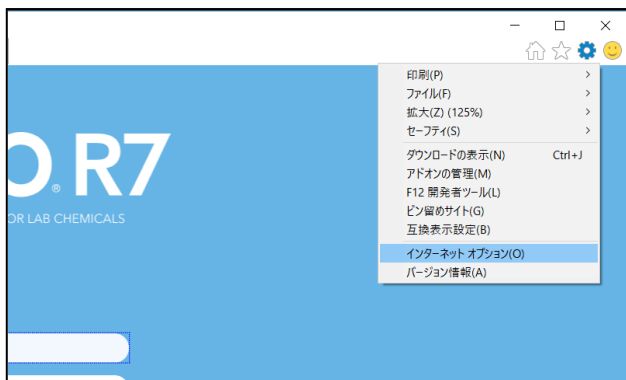 印刷(P)
ファイル(F)
拡大(Z) (125%)
セーフティ(S)
ダウンロードの表示(N) Ctrl+J
アドオンの管理(M)
F12 開発者ツール(L)
ピン留めサイト(G)
互換表示設定(B)
インターネット オプション(O)
バージョン情報(A)
O® R7
OR LAB CHEMICALS